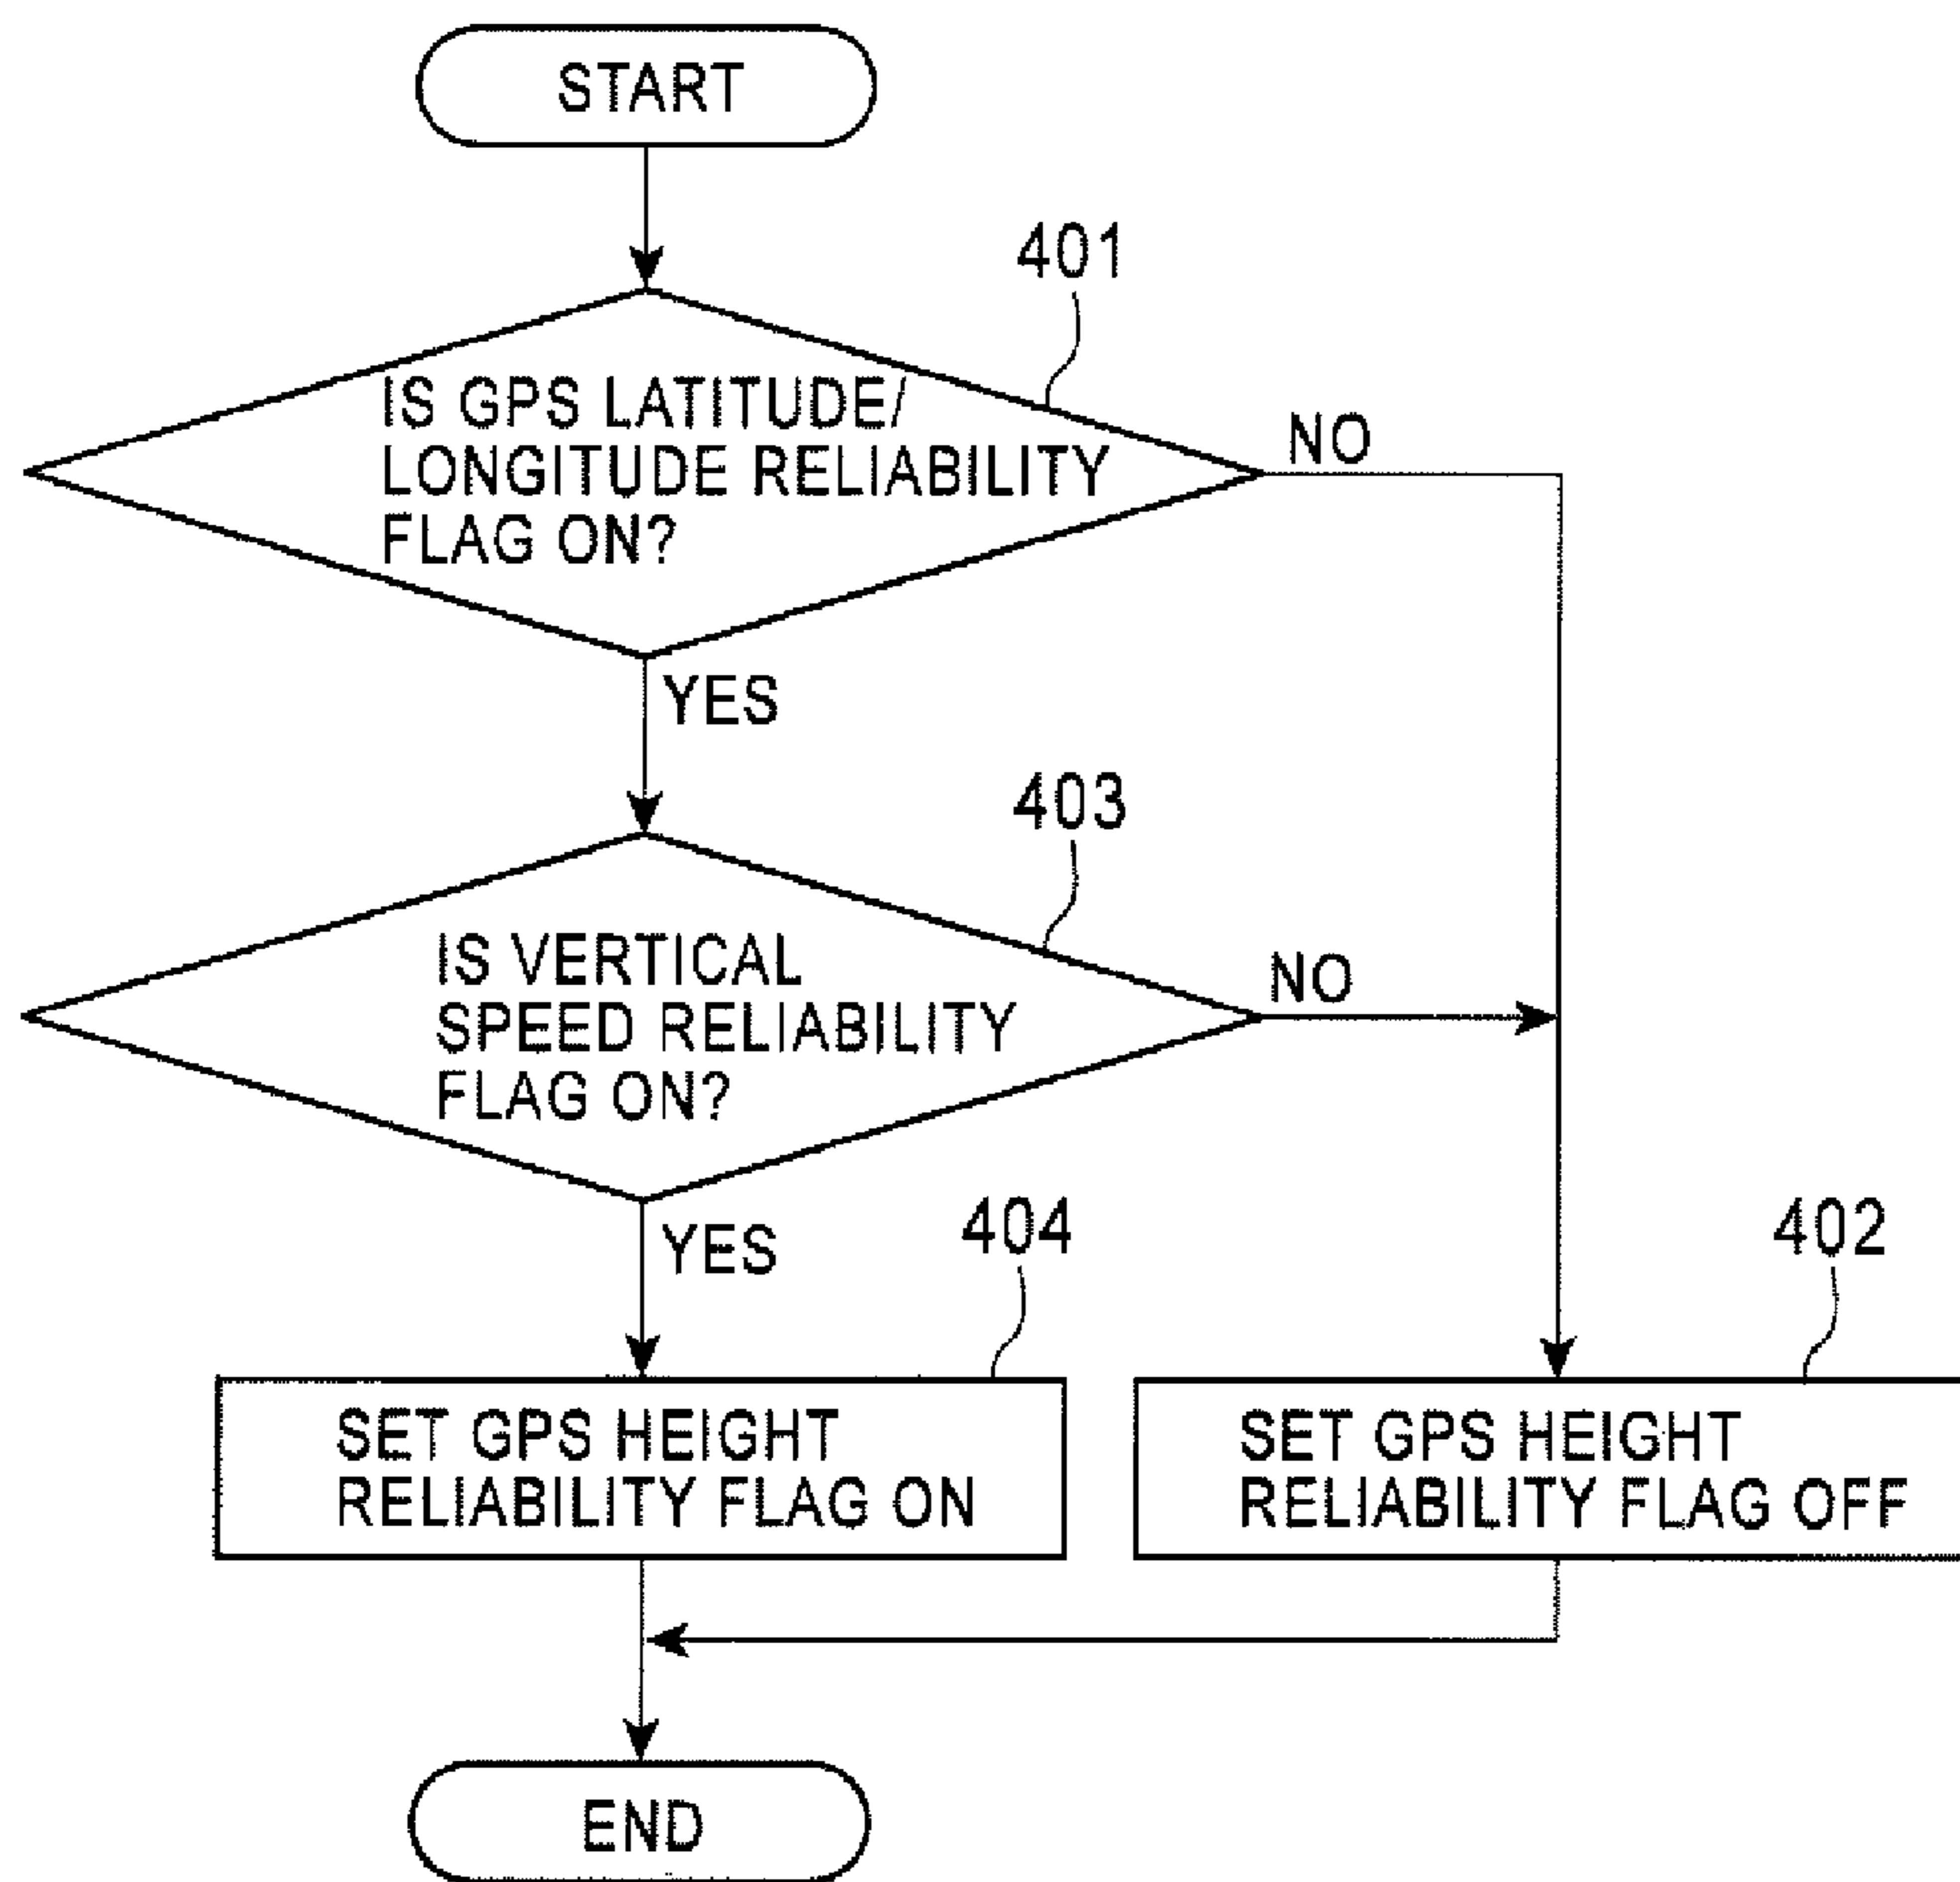 START
401
IS GPS LATITUDE/
LONGITUDE RELIABILITY
FLAG ON?
NO
YES
403
IS VERTICAL
SPEED RELIABILITY
FLAG ON?
NO
YES
404
402
SET GPS HEIGHT
RELIABILITY FLAG ON
SET GPS HEIGHT
RELIABILITY FLAG OFF
END